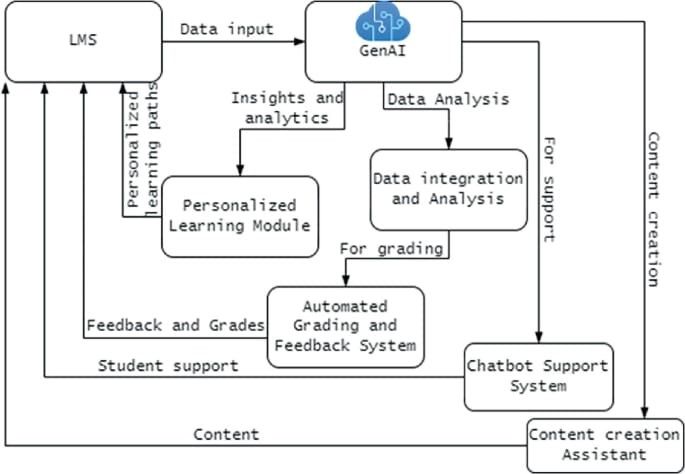 LMS
Data input
GenAI
Insights and
analytics
Data Analysis
Personalized
learning paths
For support
Content creation
Data integration
and Analysis
Personalized
Learning Module
For grading
Automated
Grading and
Feedback System
Feedback and Grades
Student support
Chatbot Support
System
Content
Content creation
Assistant